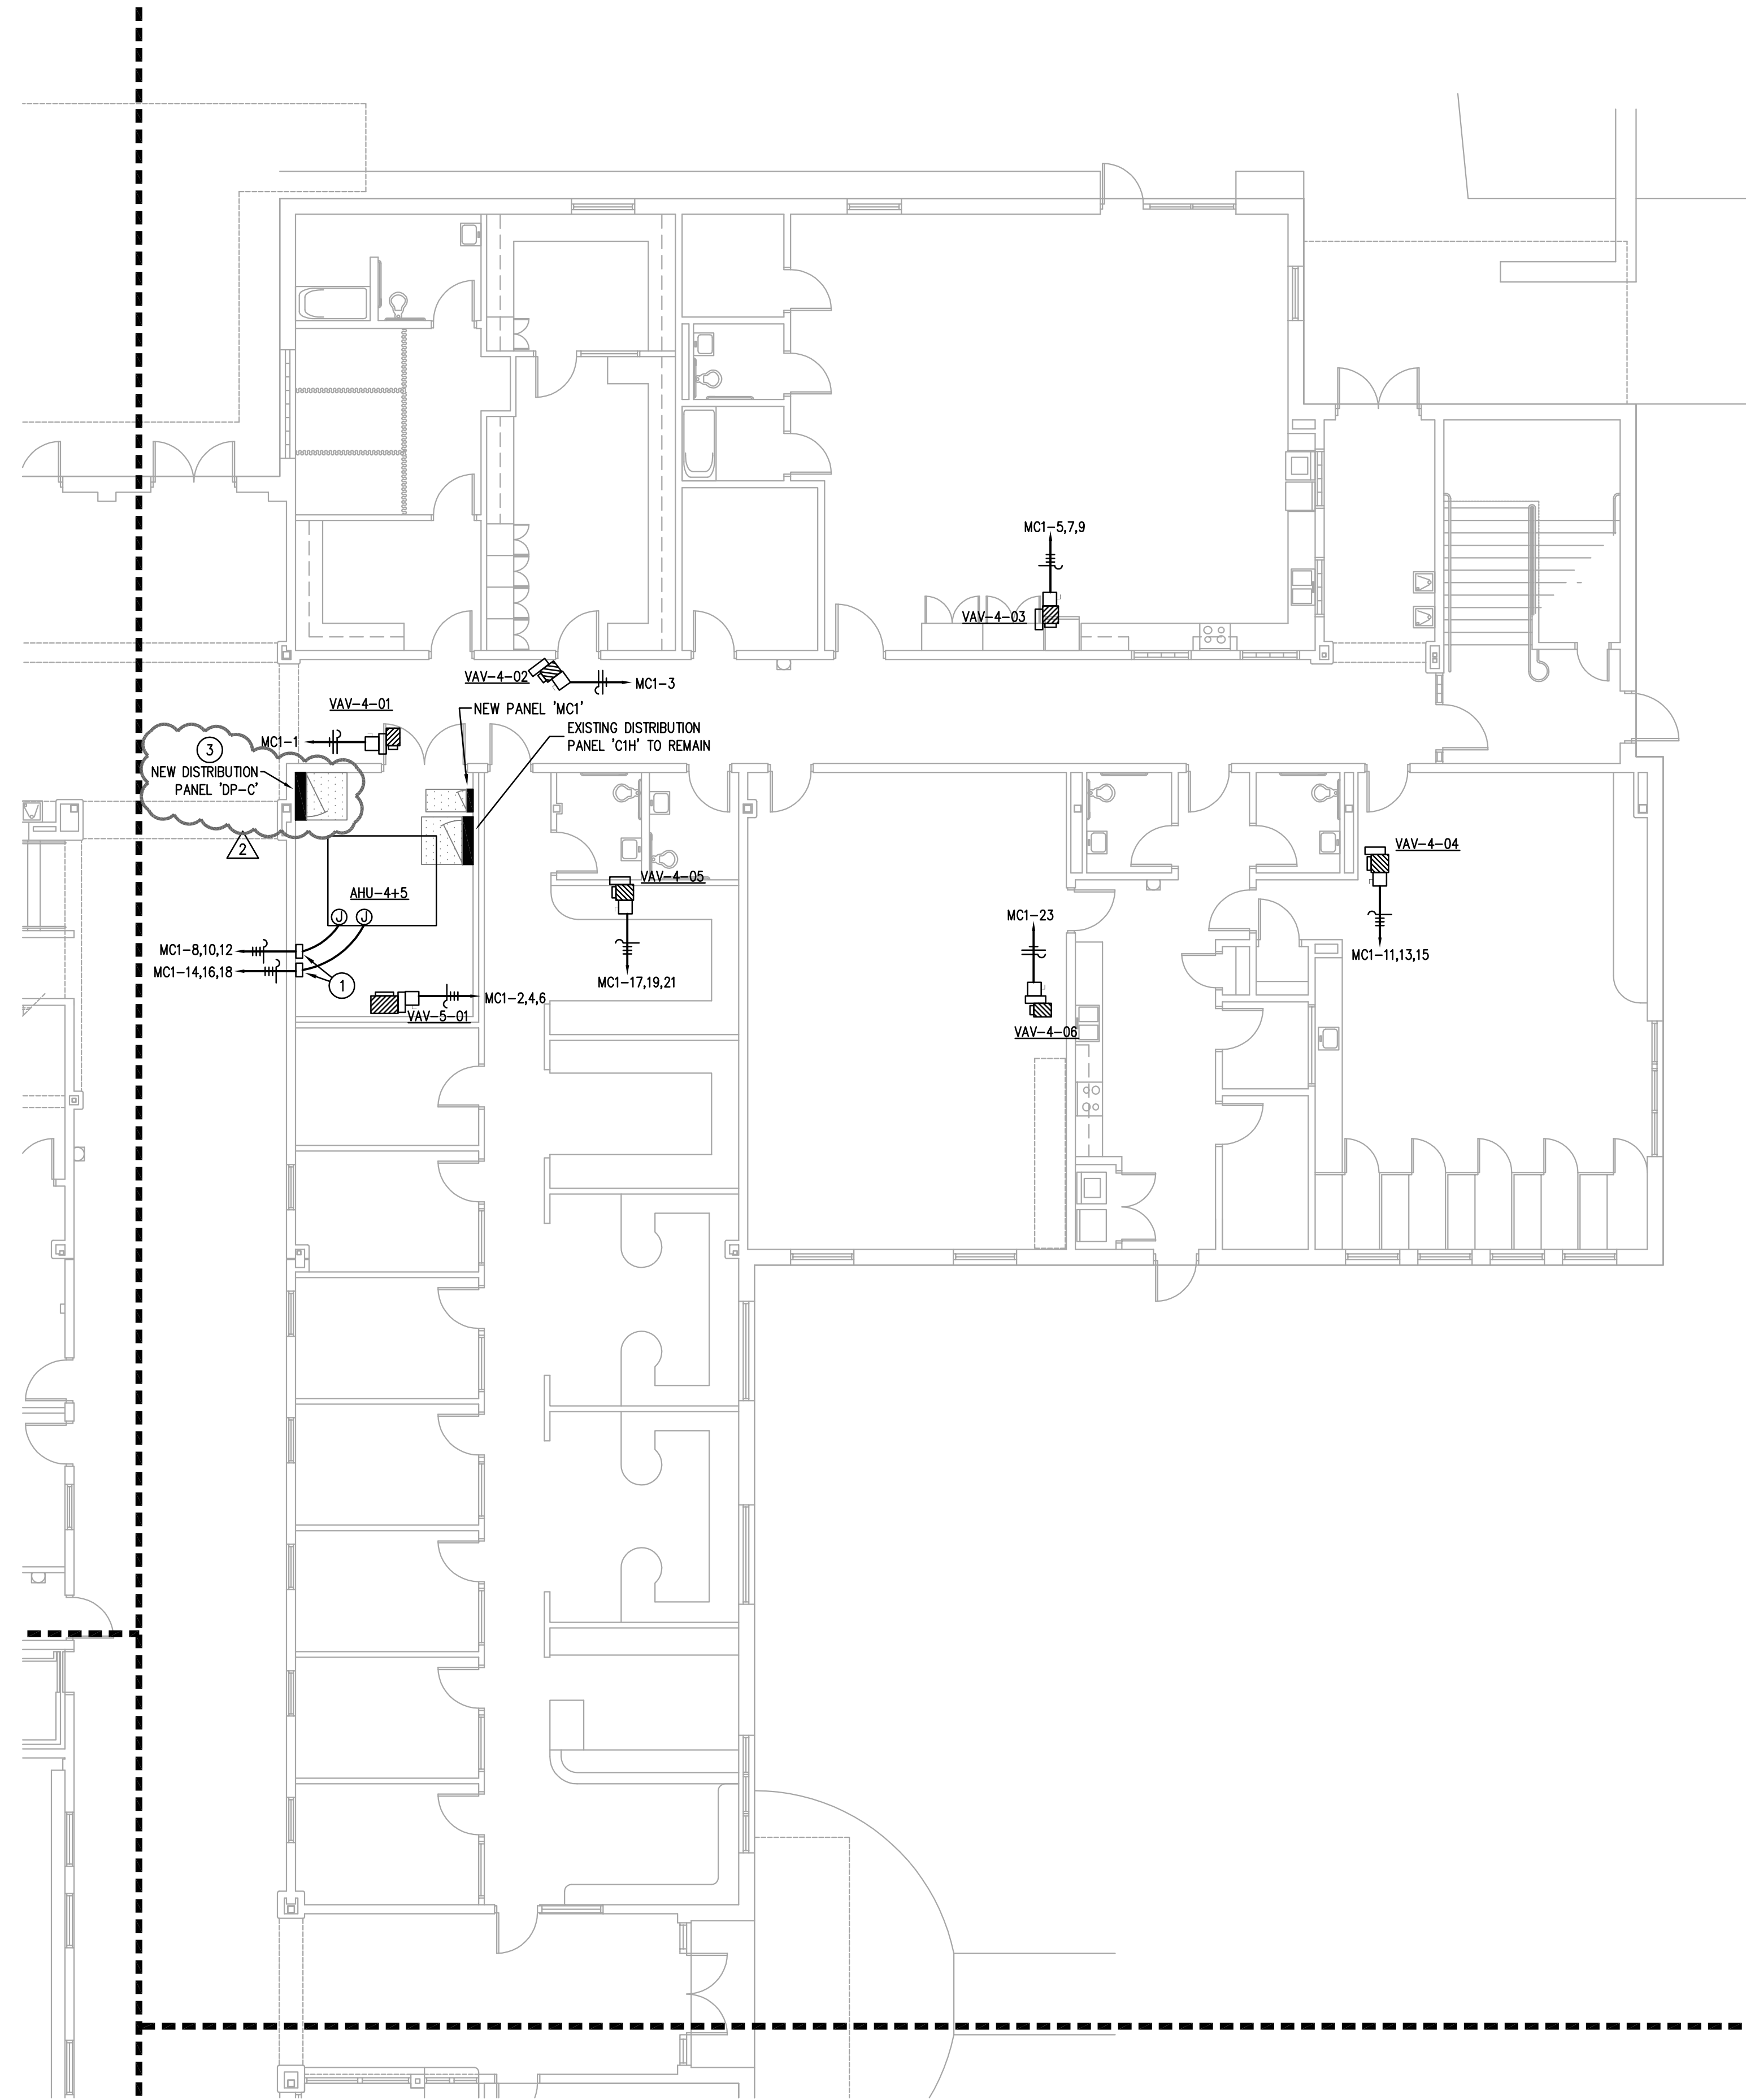 MC1-5,7,9
VAV-4-03
VAV-4-02
MC1-3
VAV-4-01
NEW PANEL 'MC1'
EXISTING DISTRIBUTION
PANEL 'C1H' TO REMAIN
MC1-1
3
NEW DISTRIBUTION
PANEL 'DP-C'
2
VAV-4-04
VAV-4-05
AHU-4+5
J J
MC1-23
MC1-8,10,12
MC1-11,13,15
MC1-14,16,18
1
MC1-17,19,21
MC1-2,4,6
VAV-5-01
VAV-4-06